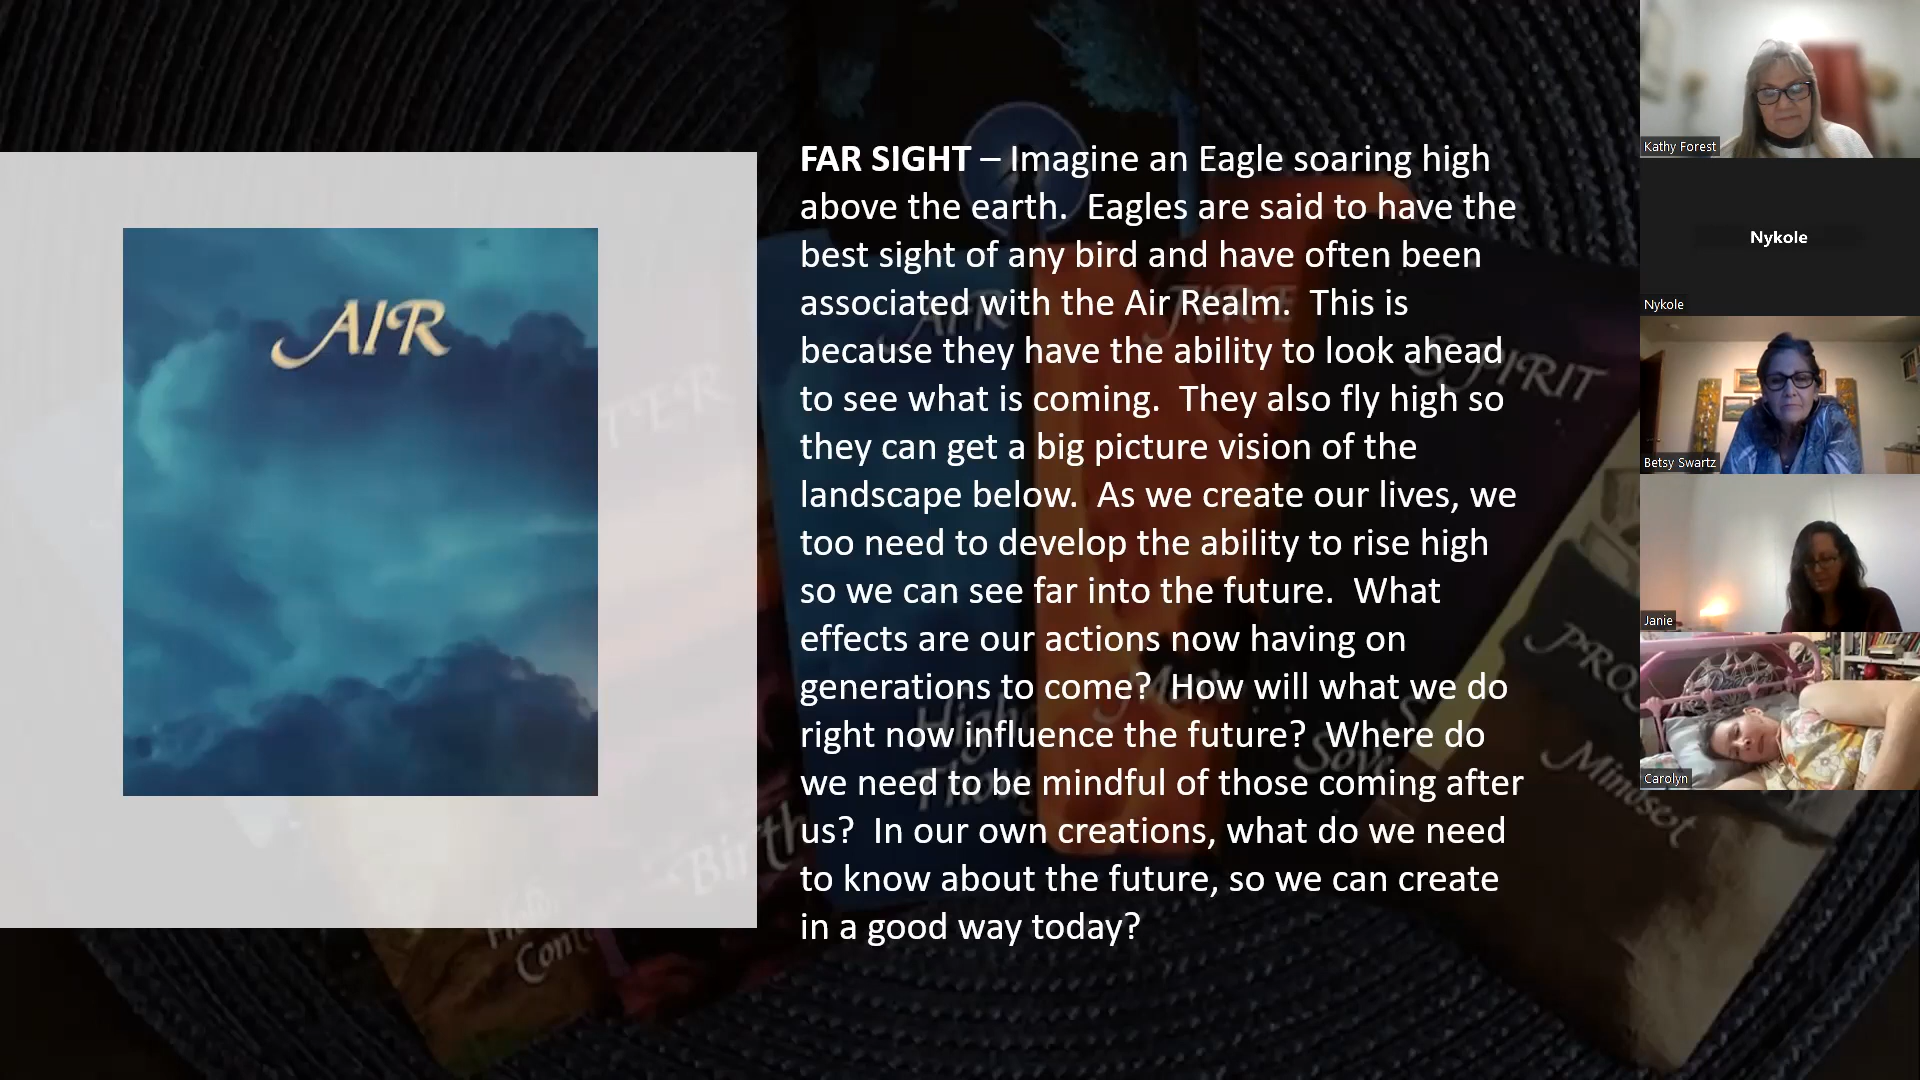 AIR
FAR SIGHT – Imagine an Eagle soaring high
above the earth.  Eagles are said to have the
best sight of any bird and have often been
associated with the Air Realm.  This is
because they have the ability to look ahead
to see what is coming.  They also fly high so
they can get a big picture vision of the
landscape below.  As we create our lives, we
too need to develop the ability to rise high
so we can see far into the future.  What
effects are our actions now having on
generations to come?  How will what we do
right now influence the future?  Where do
we need to be mindful of those coming after
us?  In our own creations, what do we need
to know about the future, so we can create
in a good way today?
AIR
FIRE
SPIRIT
Birth
Mindset
Kathy Forest
Nykole
Nykole
Betsy Swartz
Janie
Carolyn